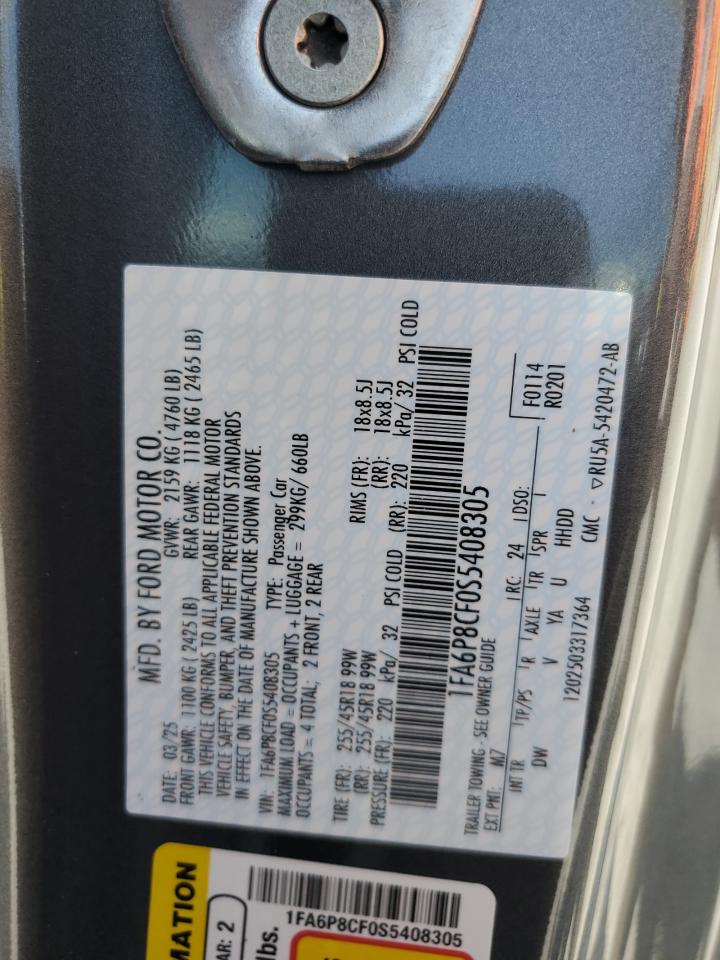 MFD. BY FORD MOTOR CO.
DATE: 03/25 GVWR: 2159 KG ( 4760 LB)
FRONT GAWR: 1100 KG ( 2425 LB) REAR GAWR: 1118 KG ( 2465 LB)
THIS VEHICLE CONFORMS TO ALL APPLICABLE FEDERAL MOTOR
VEHICLE SAFETY, BUMPER, AND THEFT PREVENTION STANDARDS
IN EFFECT ON THE DATE OF MANUFACTURE SHOWN ABOVE.
VIN: 1FA6P8CF0S5408305 TYPE: Passenger Car
MAXIMUM LOAD = OCCUPANTS + LUGGAGE = 299KG/ 660LB
OCCUPANTS = 4 TOTAL; 2 FRONT, 2 REAR
TIRE (FR): 255/45R18 99W RIMS (FR): 18x8.5J
(RR): 255/45R18 99W (RR): 18x8.5J
PRESSURE (FR): 220 kPa/ 32 PSI COLD (RR): 220 kPa/ 32 PSI COLD
1FA6P8CF0S5408305
TRAILER TOWING - SEE OWNER GUIDE
EXT PNT: M7 RC: 24 DSO: F0114
R0201
INT TR TP/PS R AXLE TR SPR
DW V YA U HHDD
1202503317364 CMC - ▽RU5A-5420472-AB
MATION
AR: 2
lbs.
1FA6P8CF0S5408305